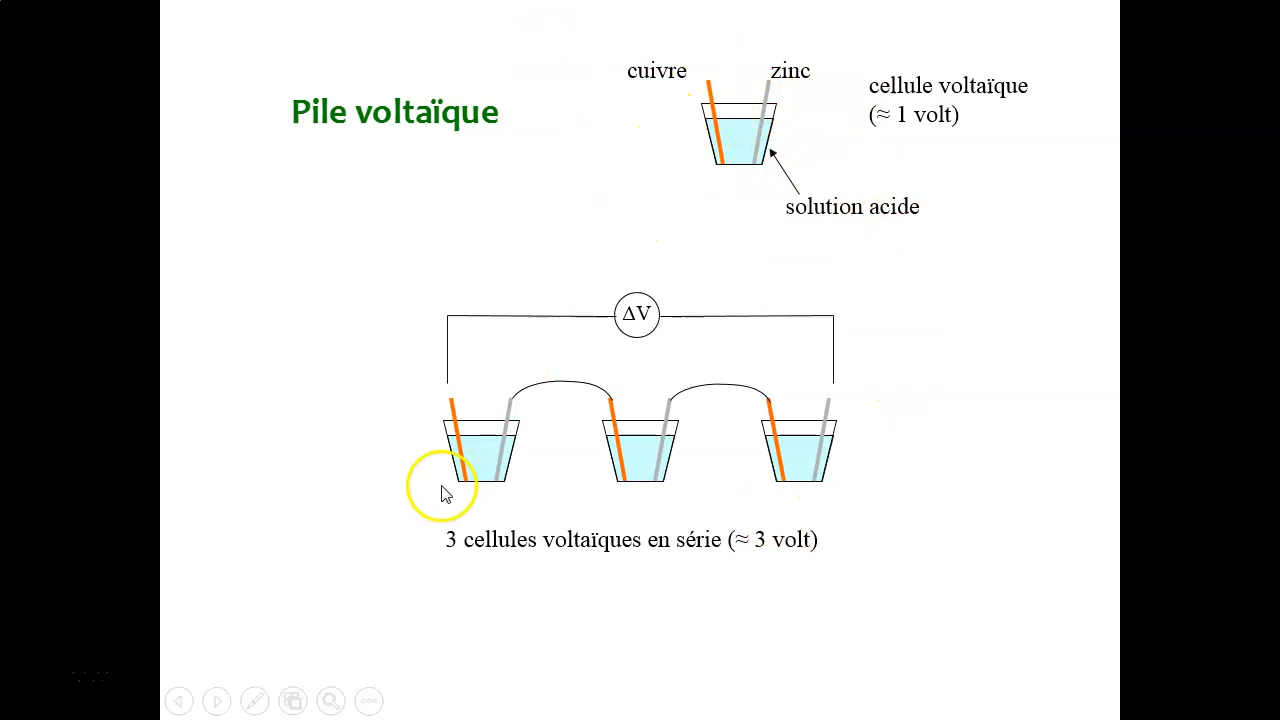 Pile voltaïque
cuivre
zinc
cellule voltaïque
(≈ 1 volt)
solution acide
ΔV
3 cellules voltaïques en série (≈ 3 volt)